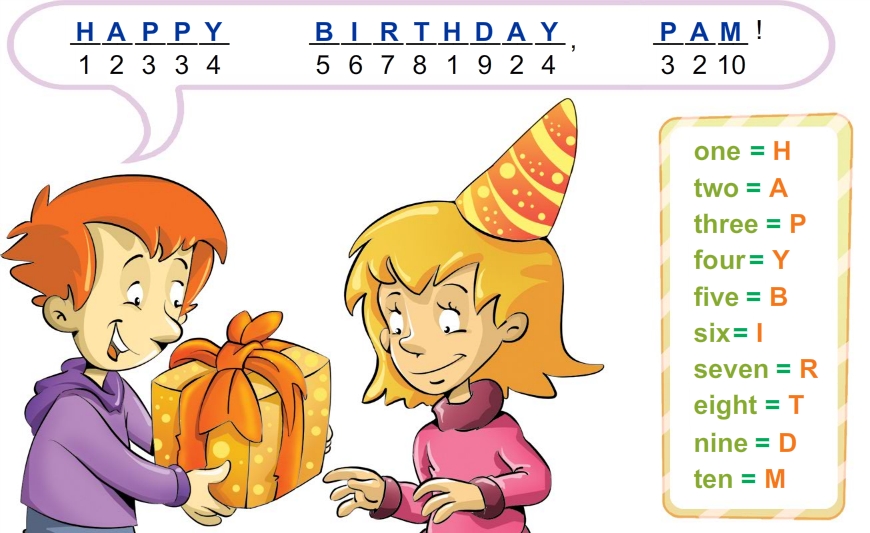 HAPPY BIRTHDAY, PAM!
1 2 3 3 4 5 6 7 8 1 9 2 4 3 2 10
one = H
two = A
three = P
four = Y
five = B
six = I
seven = R
eight = T
nine = D
ten = M